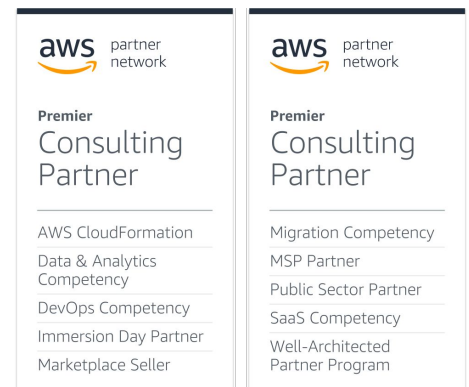 aws partner
network
Premier
Consulting
Partner
AWS CloudFormation
Data & Analytics
Competency
DevOps Competency
Immersion Day Partner
Marketplace Seller
aws partner
network
Premier
Consulting
Partner
Migration Competency
MSP Partner
Public Sector Partner
SaaS Competency
Well-Architected
Partner Program